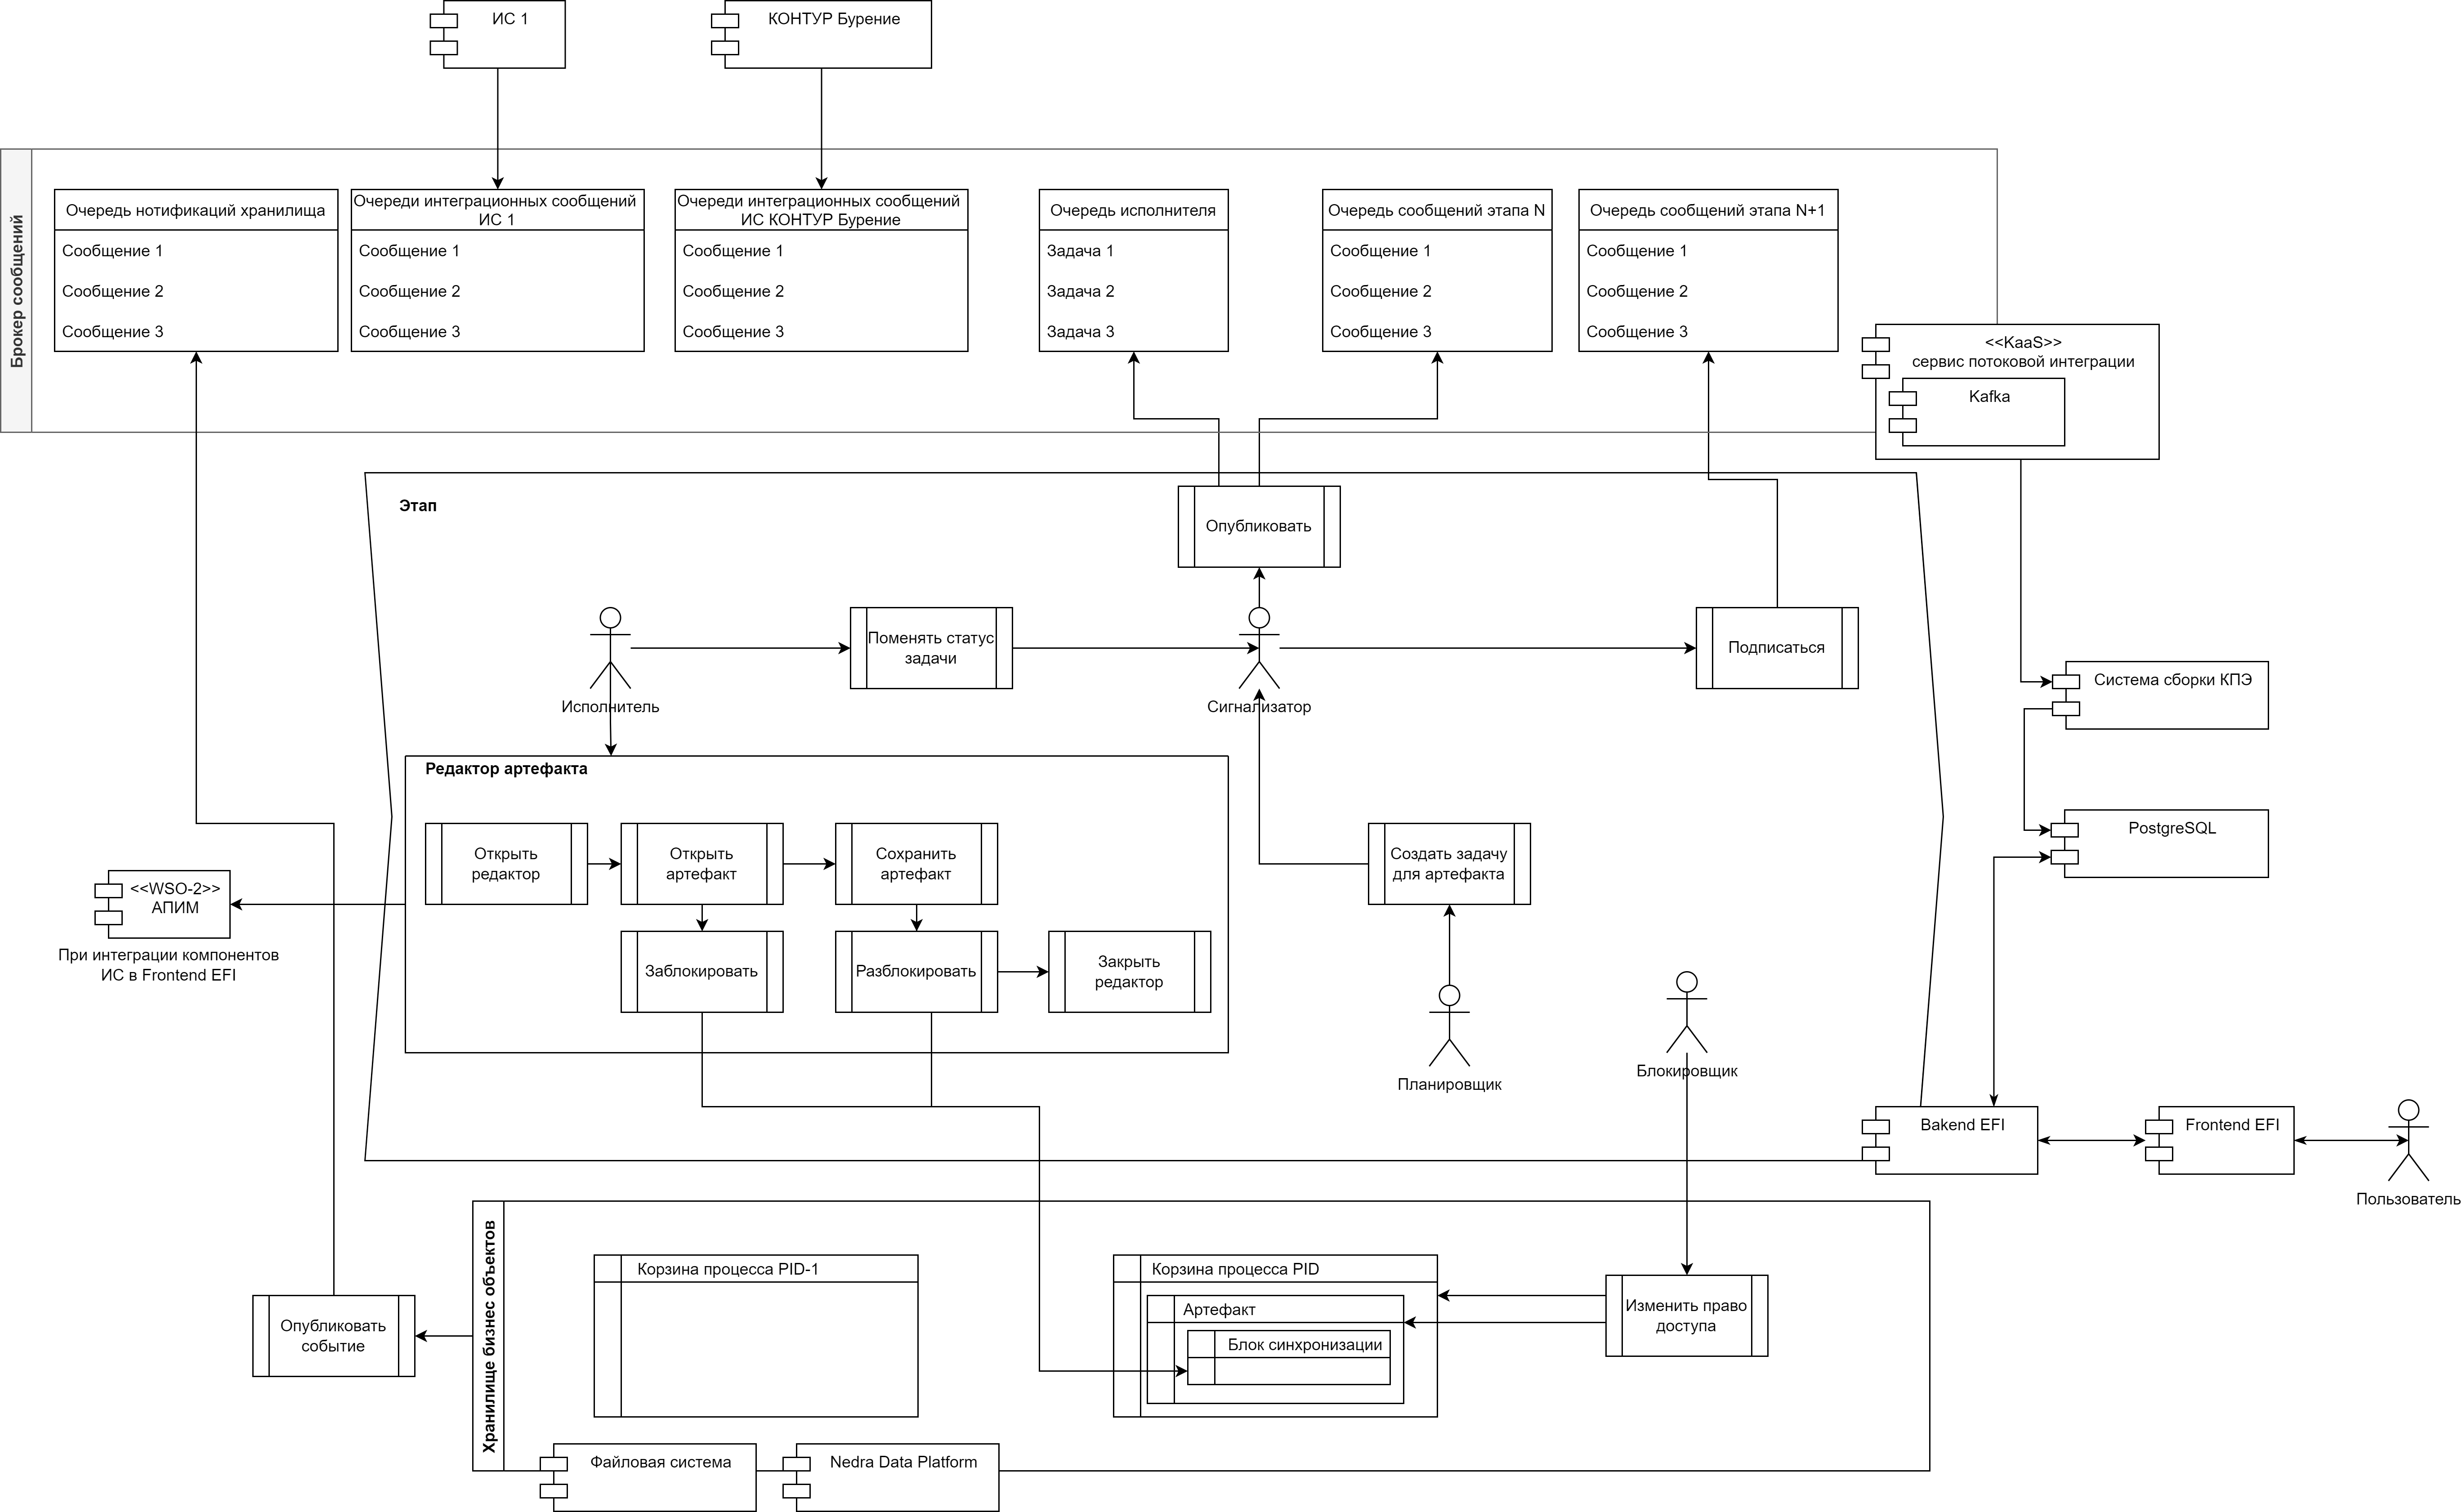 ИС 1
КОНТУР Бурение
Брокер сообщений
Очередь нотификаций хранилища
Сообщение 1
Сообщение 2
Сообщение 3
Очереди интеграционных сообщений
ИС 1
Сообщение 1
Сообщение 2
Сообщение 3
Очереди интеграционных сообщений
ИС КОНТУР Бурение
Сообщение 1
Сообщение 2
Сообщение 3
Очередь исполнителя
Задача 1
Задача 2
Задача 3
Очередь сообщений этапа N
Сообщение 1
Сообщение 2
Сообщение 3
Очередь сообщений этапа N+1
Сообщение 1
Сообщение 2
Сообщение 3
<<KaaS>>
сервис потоковой интеграции
Kafka
Этап
Опубликовать
Исполнитель
Поменять статус
задачи
Сигнализатор
Подписаться
Система сборки КПЭ
PostgreSQL
Редактор артефакта
Открыть
редактор
Открыть
артефакт
Сохранить
артефакт
Заблокировать
Разблокировать
Закрыть
редактор
Создать задачу
для артефакта
Планировщик
Блокировщик
<<WSO-2>>
АПИМ
При интеграции компонентов
ИС в Frontend EFI
Bakend EFI
Frontend EFI
Пользователь
Хранилище бизнес объектов
Опубликовать
событие
Корзина процесса PID-1
Корзина процесса PID
Артефакт
Блок синхронизации
Изменить право
доступа
Файловая система
Nedra Data Platform